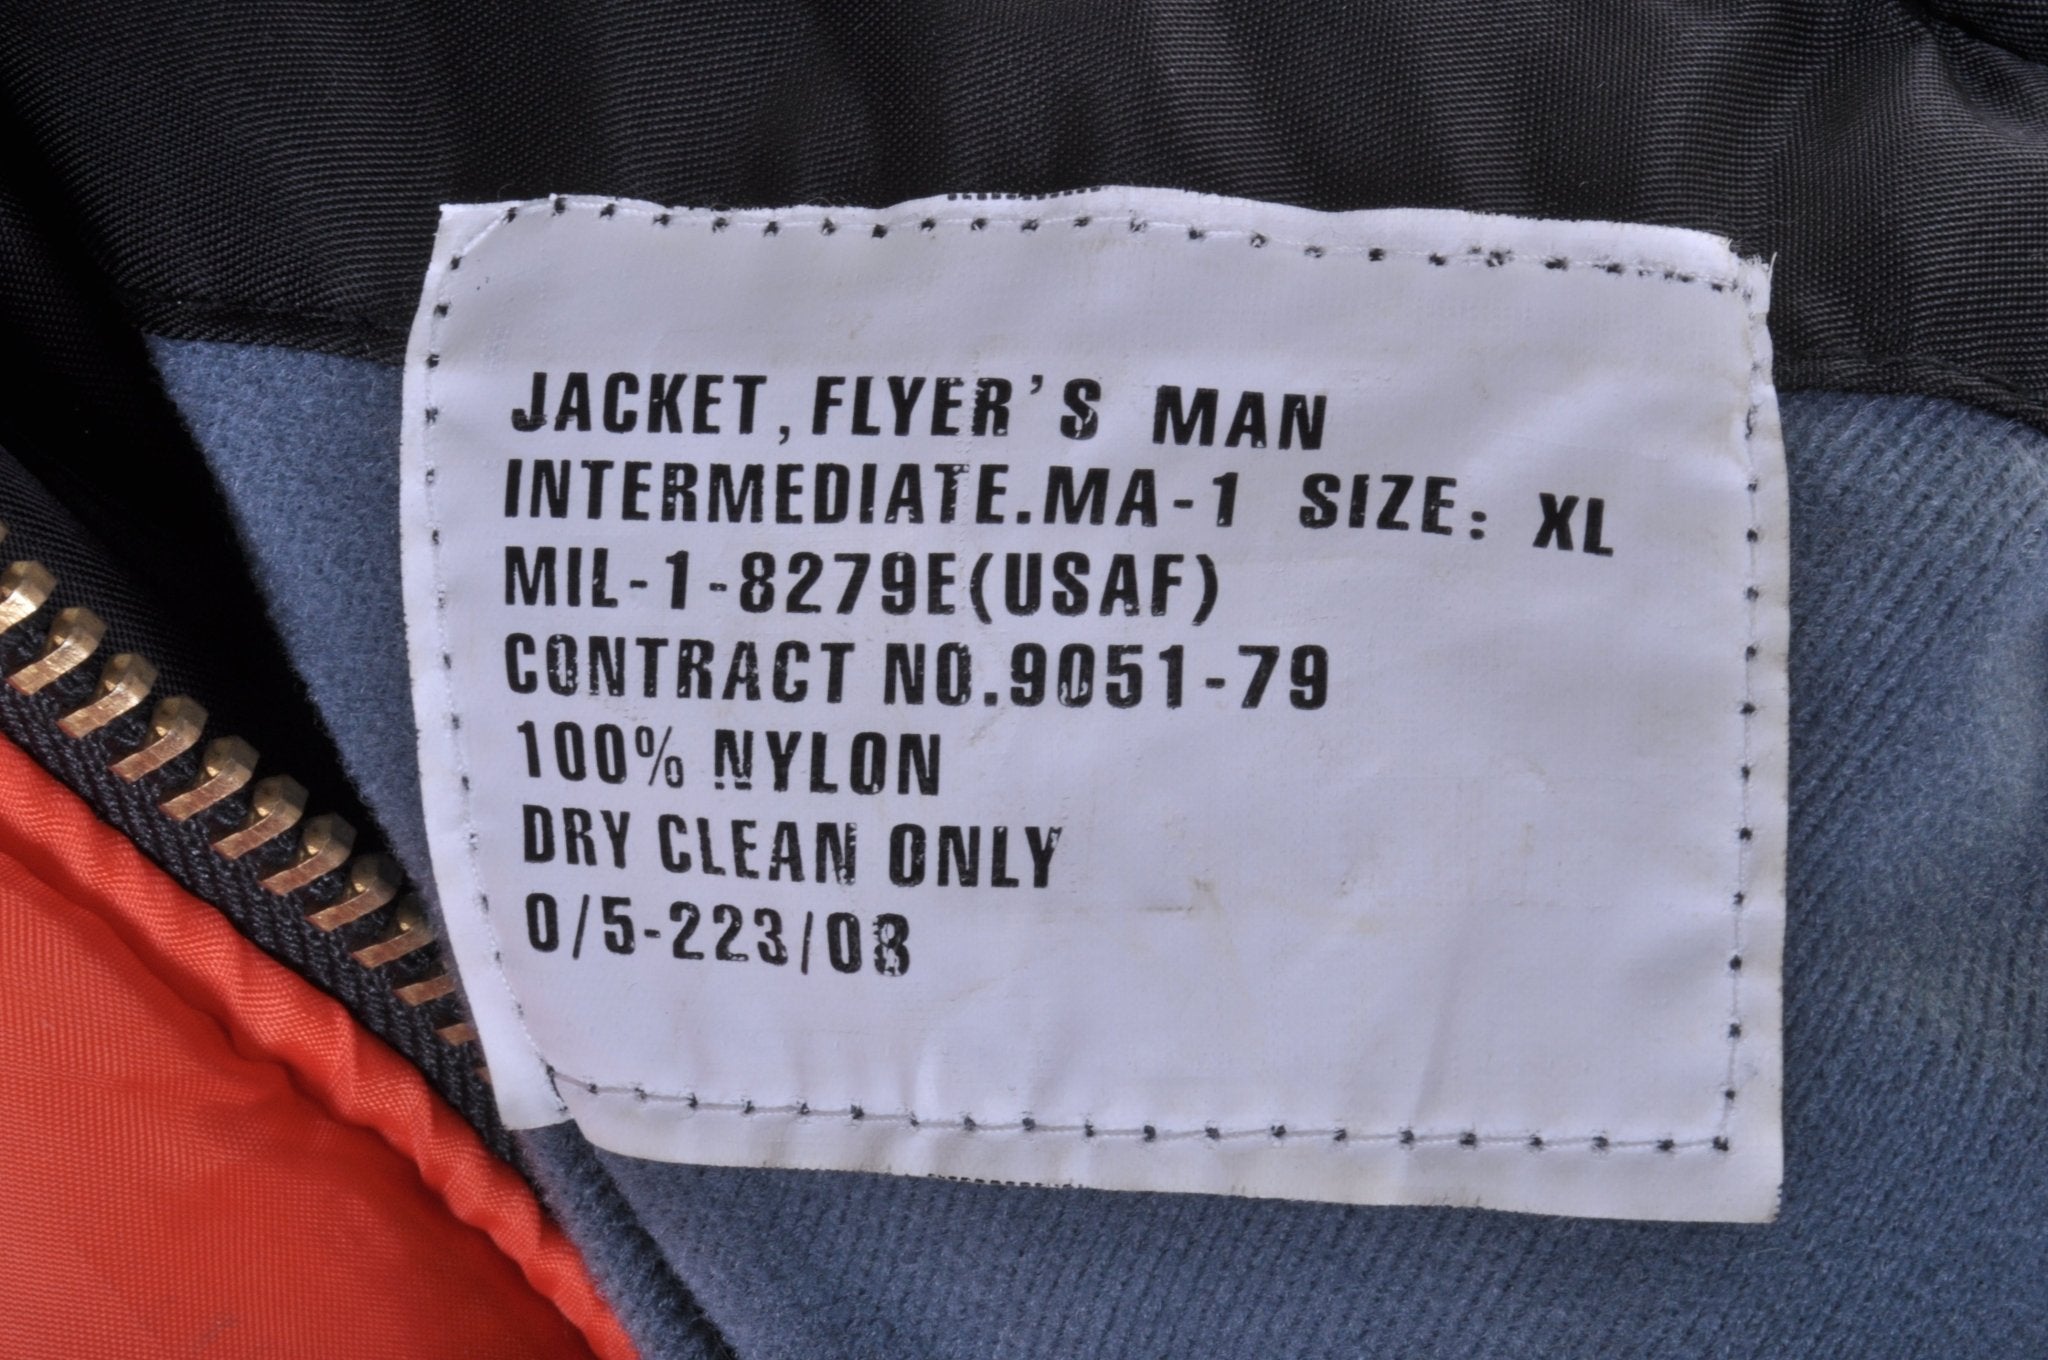 JACKET,FLYER'S MAN
INTERMEDIATE.MA-1 SIZE: XL
MIL-1-8279E(USAF)
CONTRACT NO.9051-79
100% NYLON
DRY CLEAN ONLY
0/5-223/08